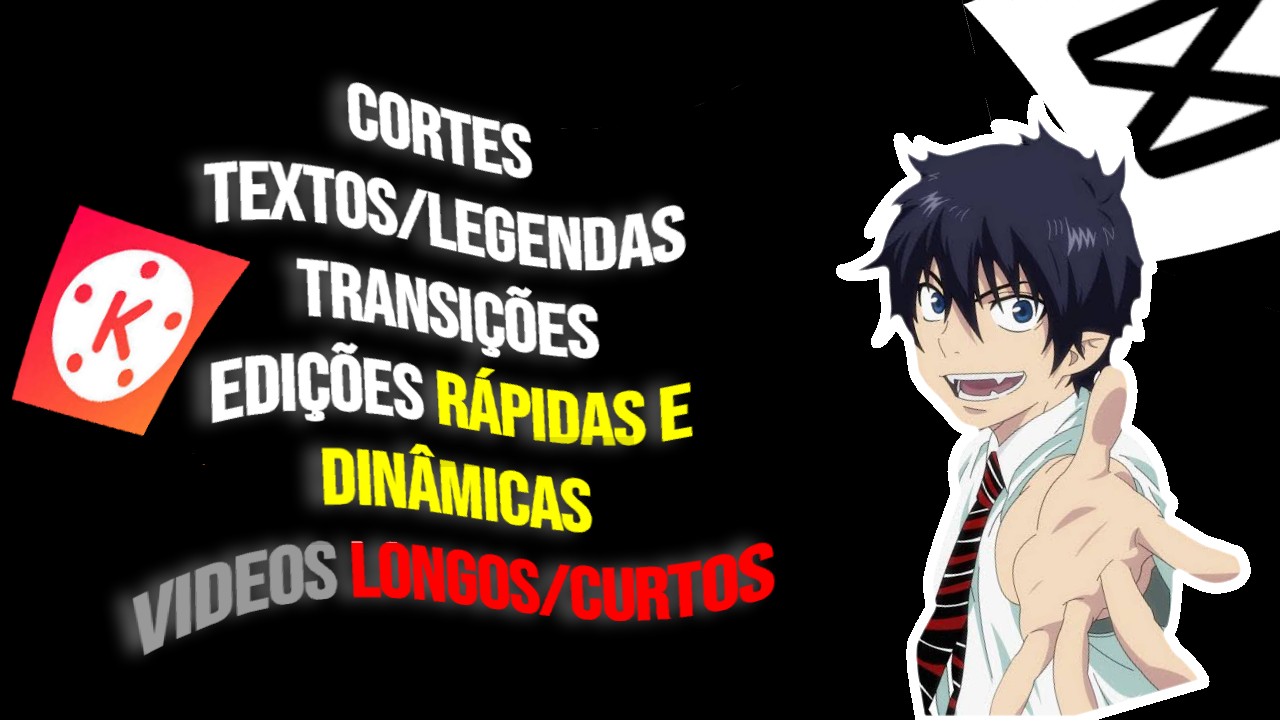 CORTES
TEXTOS/LEGENDAS
TRANSIÇÕES
EDIÇÕES RÁPIDAS E
DINÂMICAS
VIDEOS LONGOS/CURTOS
K